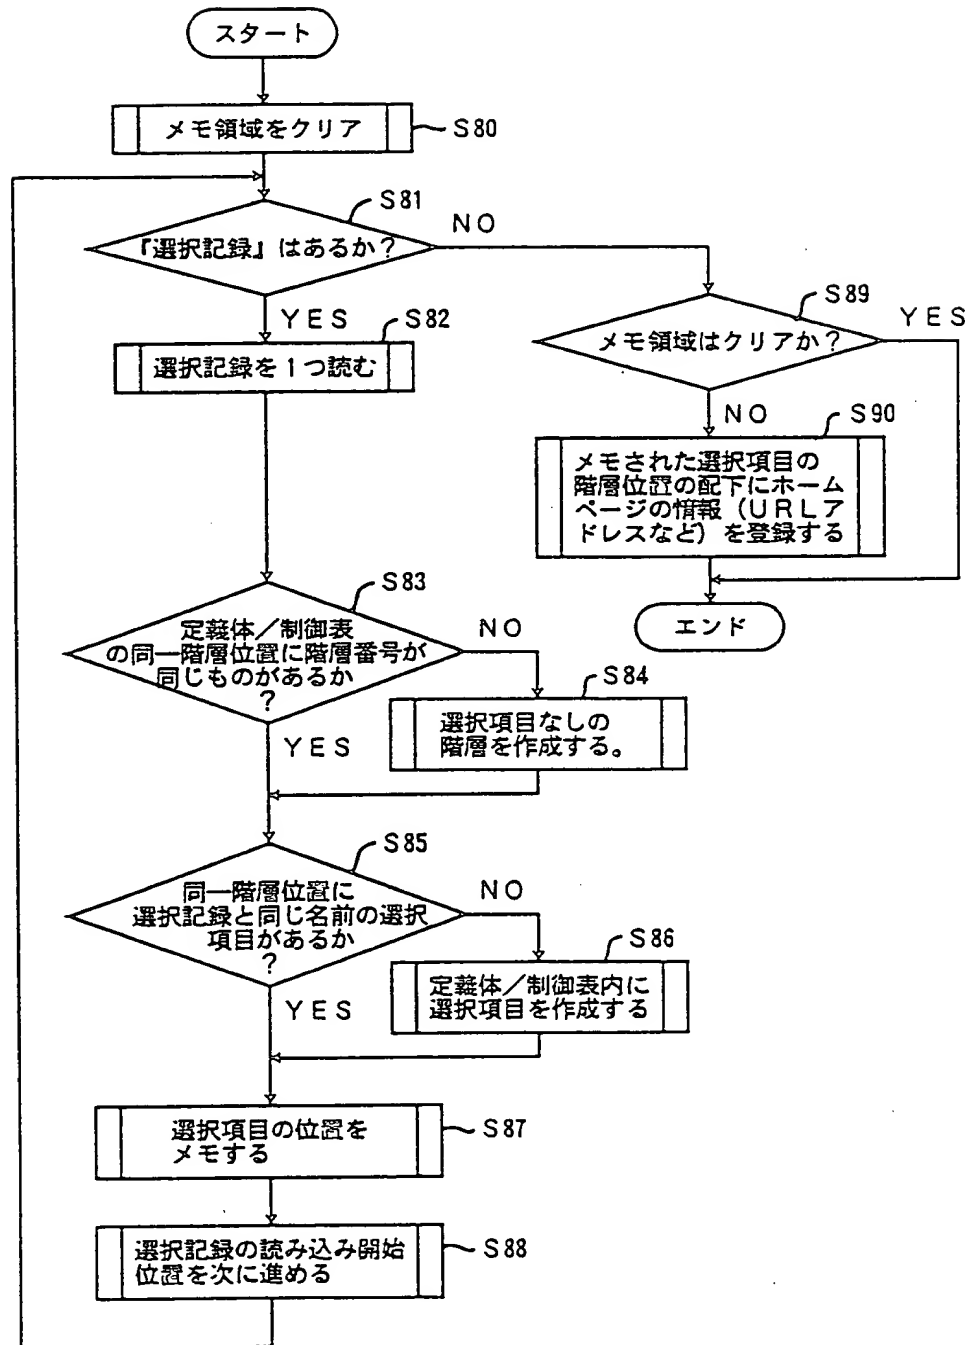 スタート
メモ領域をクリア
S80
S81
『選択記録』はあるか？
NO
YES
S82
選択記録を１つ読む
S89
メモ領域はクリアか？
YES
NO
S90
メモされた選択項目の
階層位置の配下にホーム
ページの情報（URLア
ドレスなど）を登録する
エンド
S83
定義体／制御表
の同一階層位置に階層番号が
同じものがあるか
？
NO
YES
S84
選択項目なしの
階層を作成する。
S85
同一階層位置に
選択記録と同じ名前の選択
項目があるか
？
NO
YES
S86
定義体／制御表内に
選択項目を作成する
選択項目の位置を
メモする
S87
選択記録の読み込み開始
位置を次に進める
S88